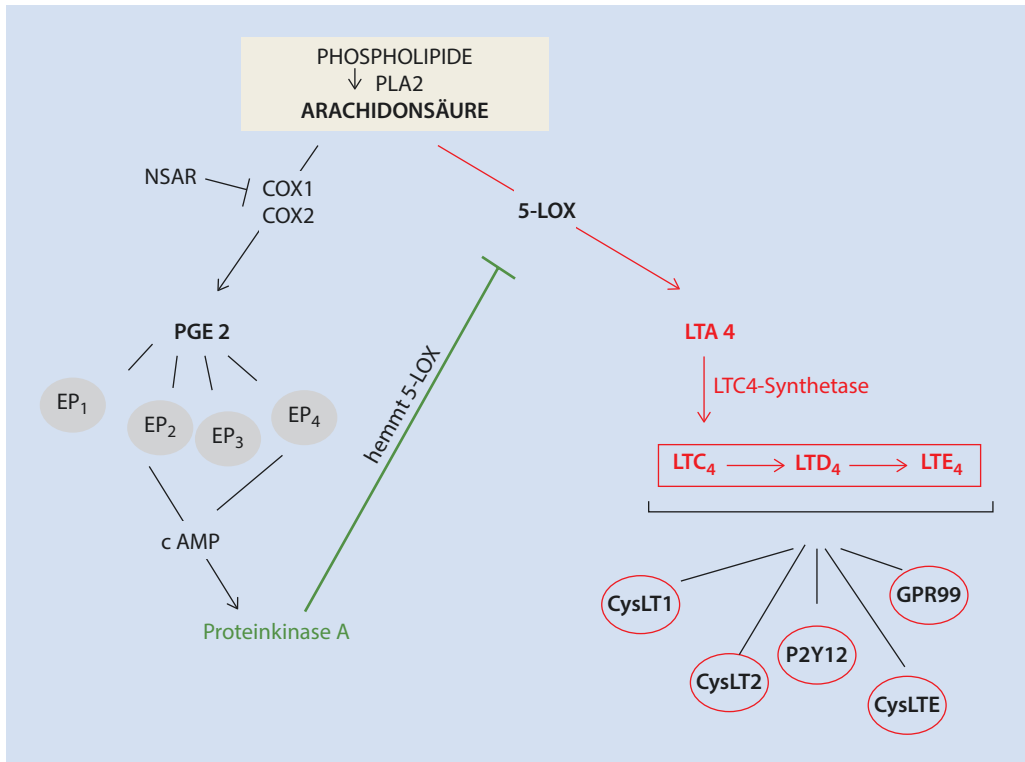 PHOSPHOLIPIDE
PLA2
ARACHIDONSÄURE
NSAR
COX1
COX2
5-LOX
PGE 2
LTA 4
LTC4-Synthetase
hemmt 5-LOX
EP₁
EP₂
EP₃
EP₄
LTC₄ LTD₄ LTE₄
c AMP
Proteinkinase A
CysLT1
CysLT2
P2Y12
CysLTE
GPR99